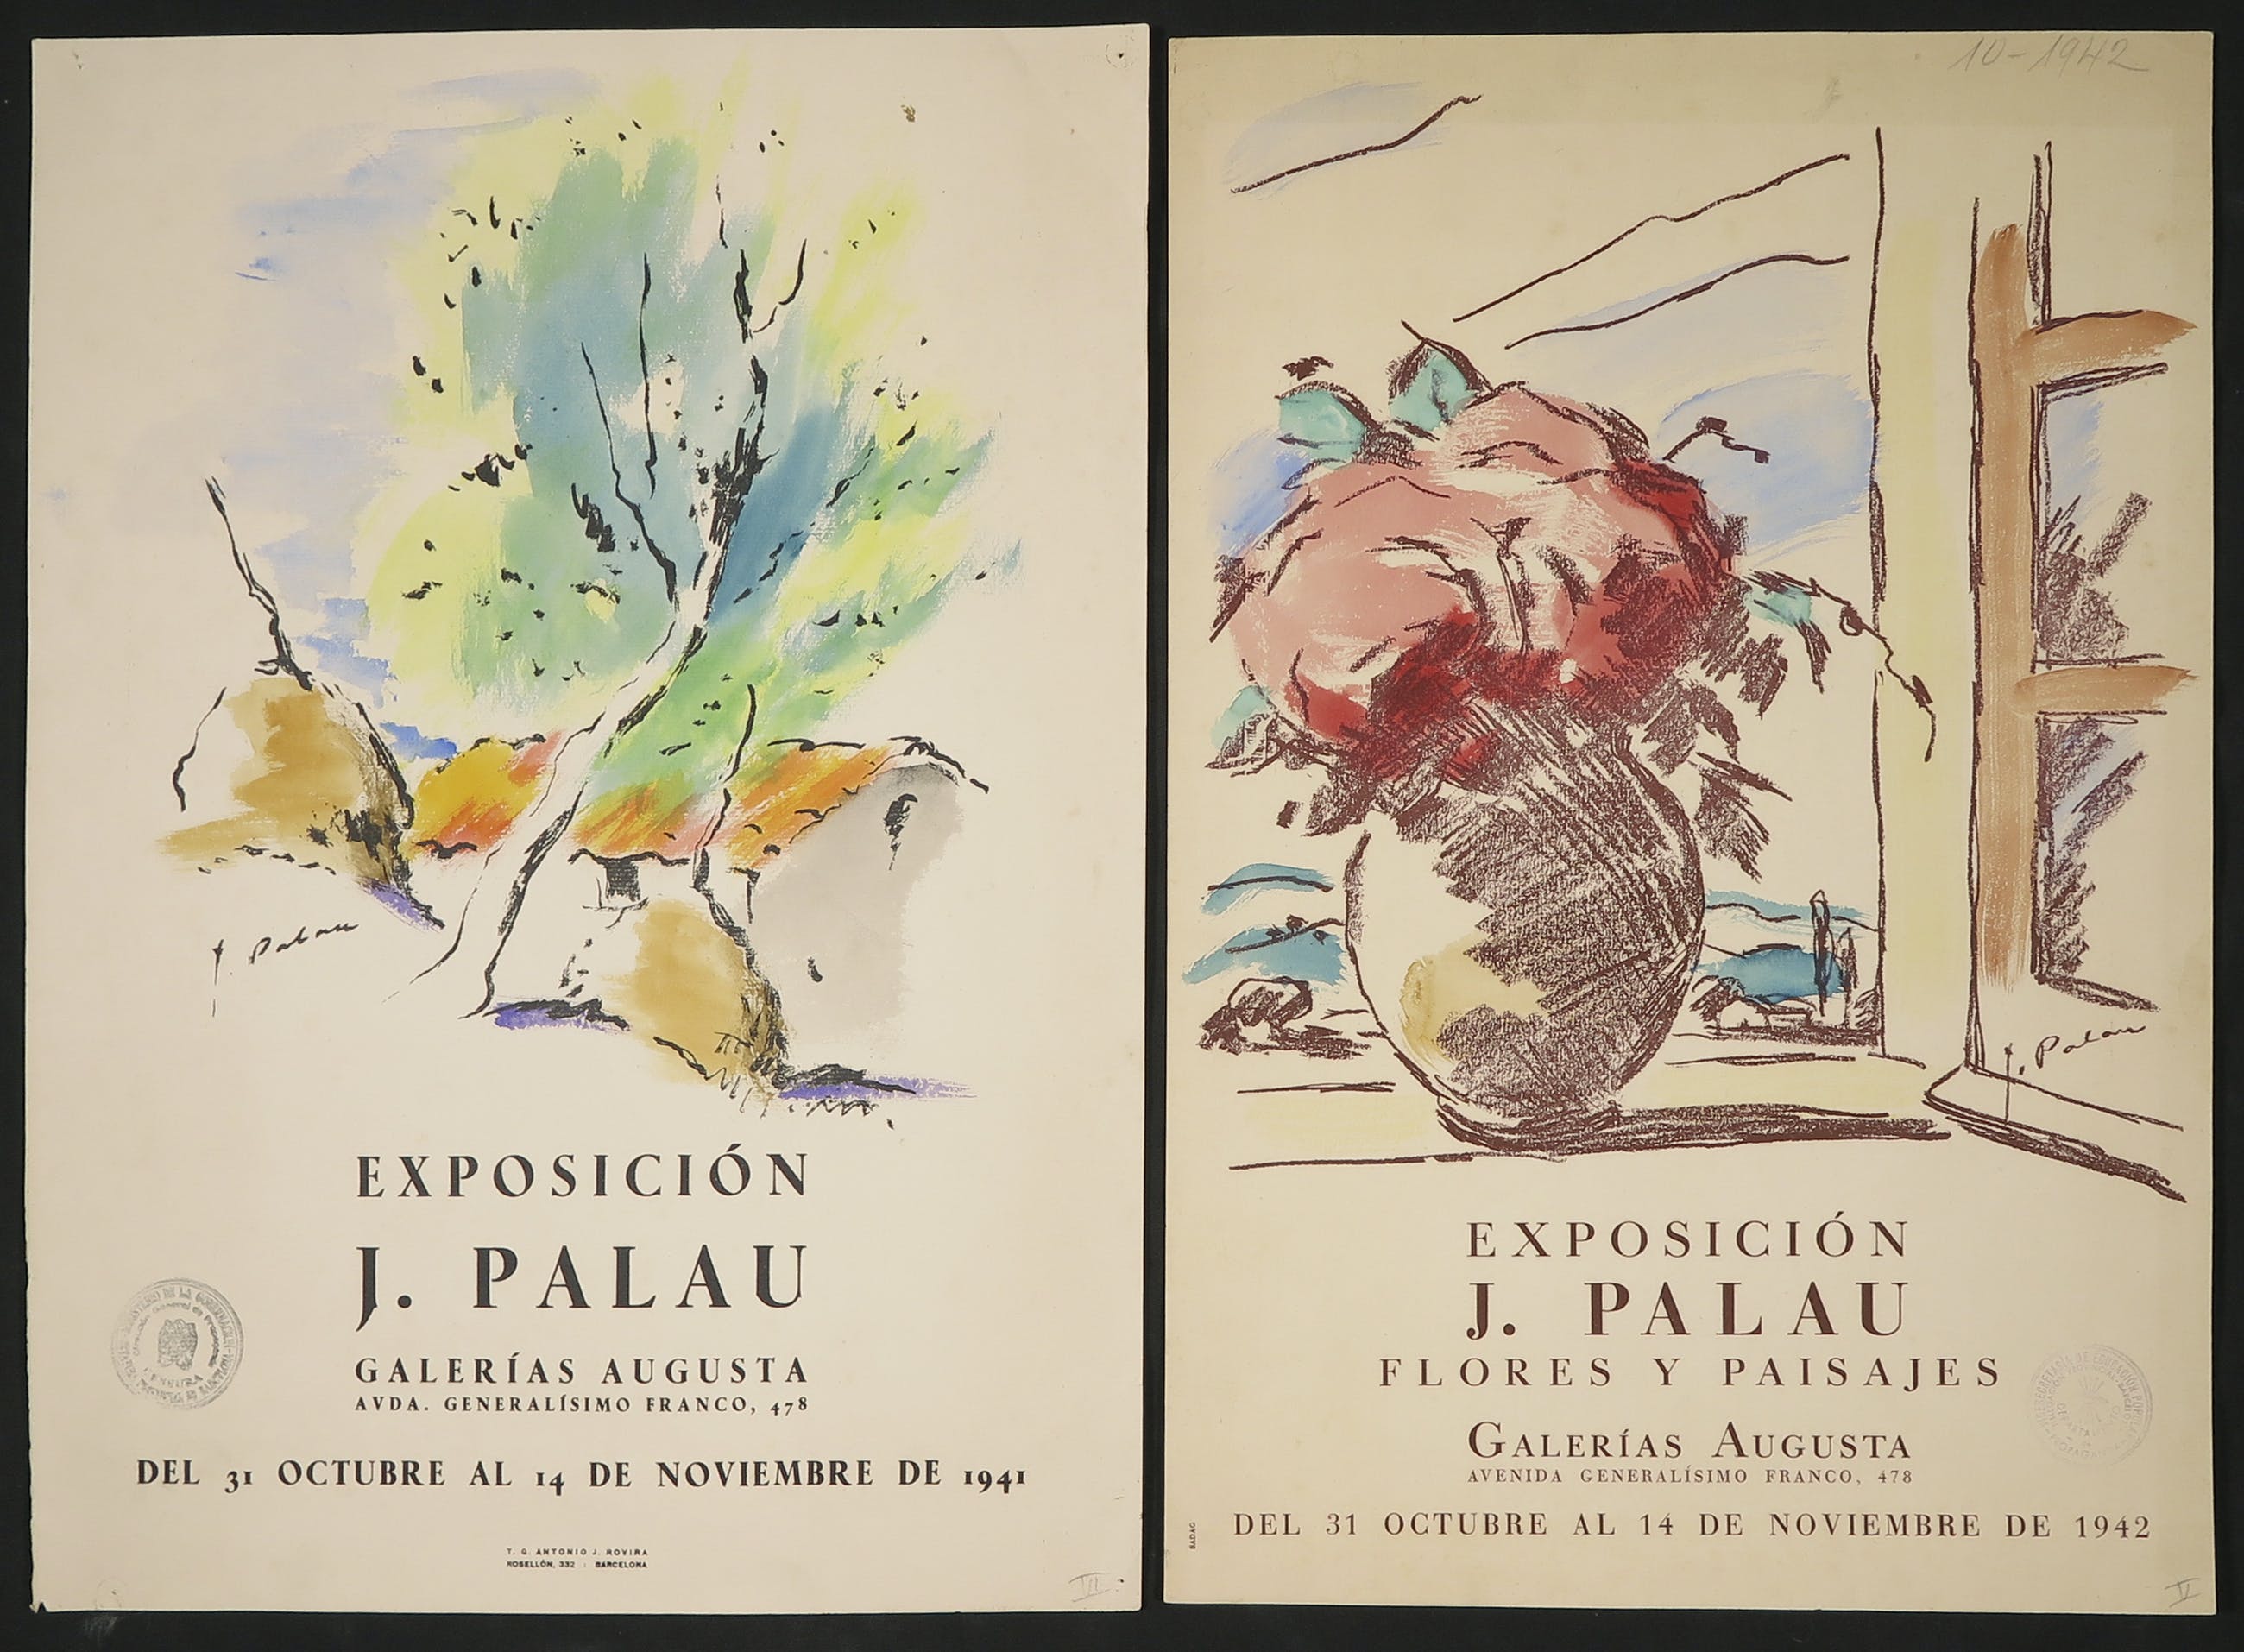 J. Palau
EXPOSICIÓN
J. PALAU
GALERÍAS AUGUSTA
AVDA. GENERALÍSIMO FRANCO, 478
DEL 31 OCTUBRE AL 14 DE NOVIEMBRE DE 1941
T. G. ANTONIO J. ROVIRA
ROSELLÓN, 332 : BARCELONA
VII
10-1942
J. Palau
EXPOSICIÓN
J. PALAU
FLORES Y PAISAJES
GALERÍAS AUGUSTA
AVENIDA GENERALÍSIMO FRANCO, 478
DEL 31 OCTUBRE AL 14 DE NOVIEMBRE DE 1942
BADAG
V